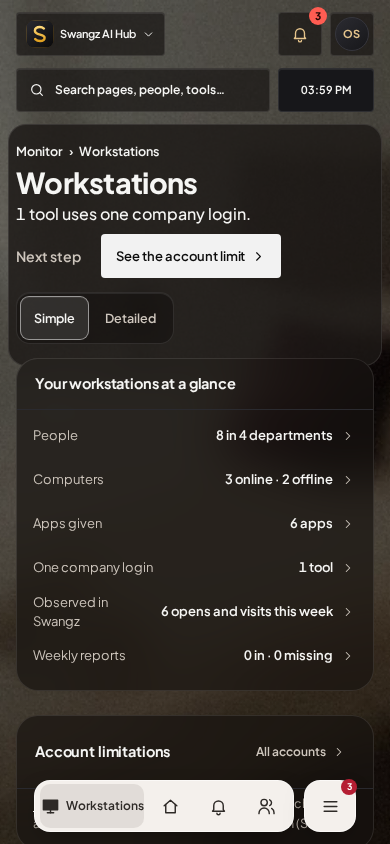 Swangz AI Hub
3
OS
Search pages, people, tools...
03:59 PM
Monitor › Workstations
Workstations
1 tool uses one company login.
Next step
See the account limit
Simple
Detailed
Your workstations at a glance
People
8 in 4 departments
Computers
3 online · 2 offline
Apps given
6 apps
One company login
1 tool
Observed in
Swangz
6 opens and visits this week
Weekly reports
0 in · 0 missing
Account limitations
All accounts
Workstations
3